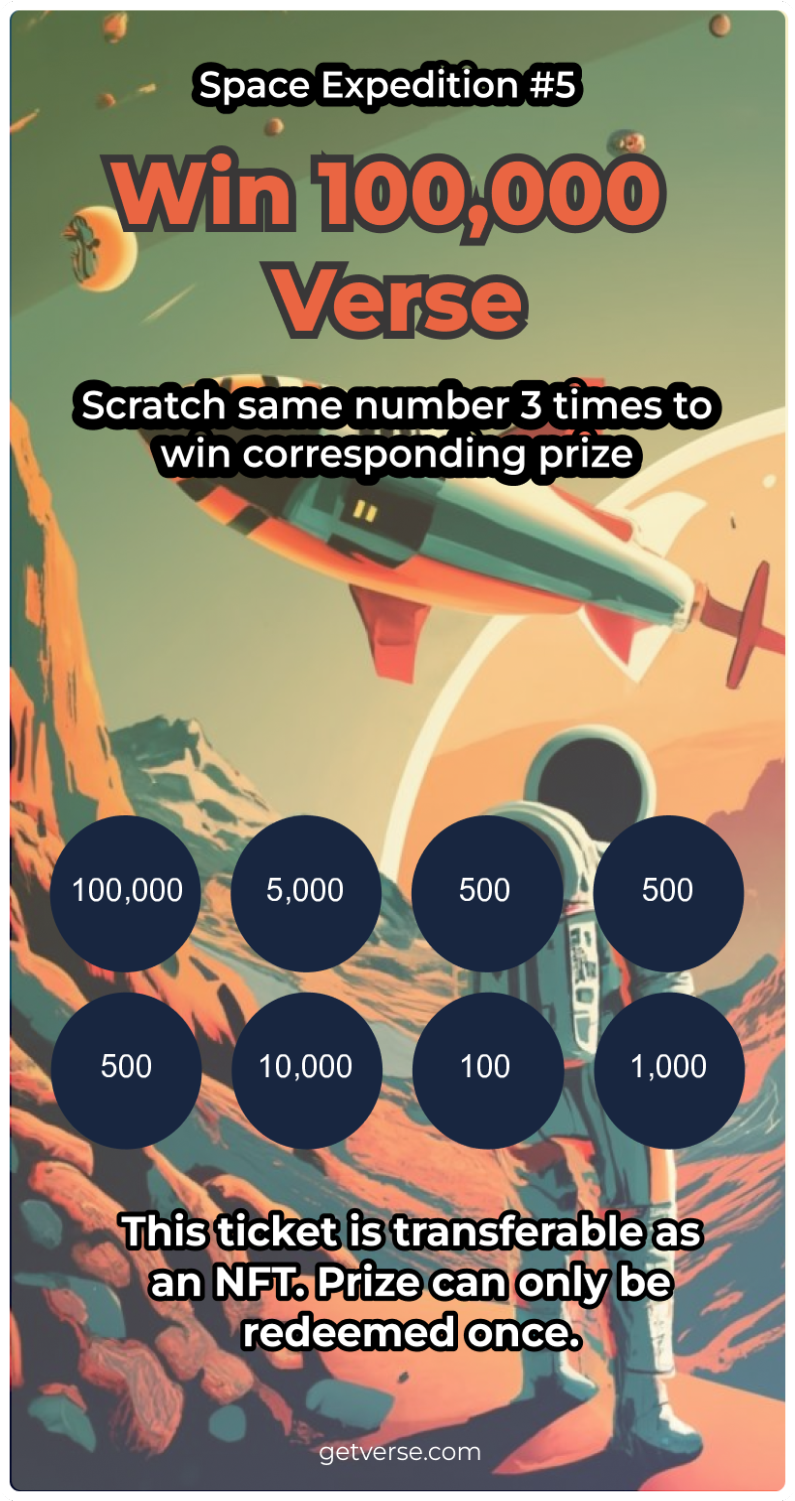 Space Expedition #5
Win 100,000
Verse
Scratch same number 3 times to
win corresponding prize
100,000 5,000 500 500
500 10,000 100 1,000
This ticket is transferable as
an NFT. Prize can only be
redeemed once.
getverse.com